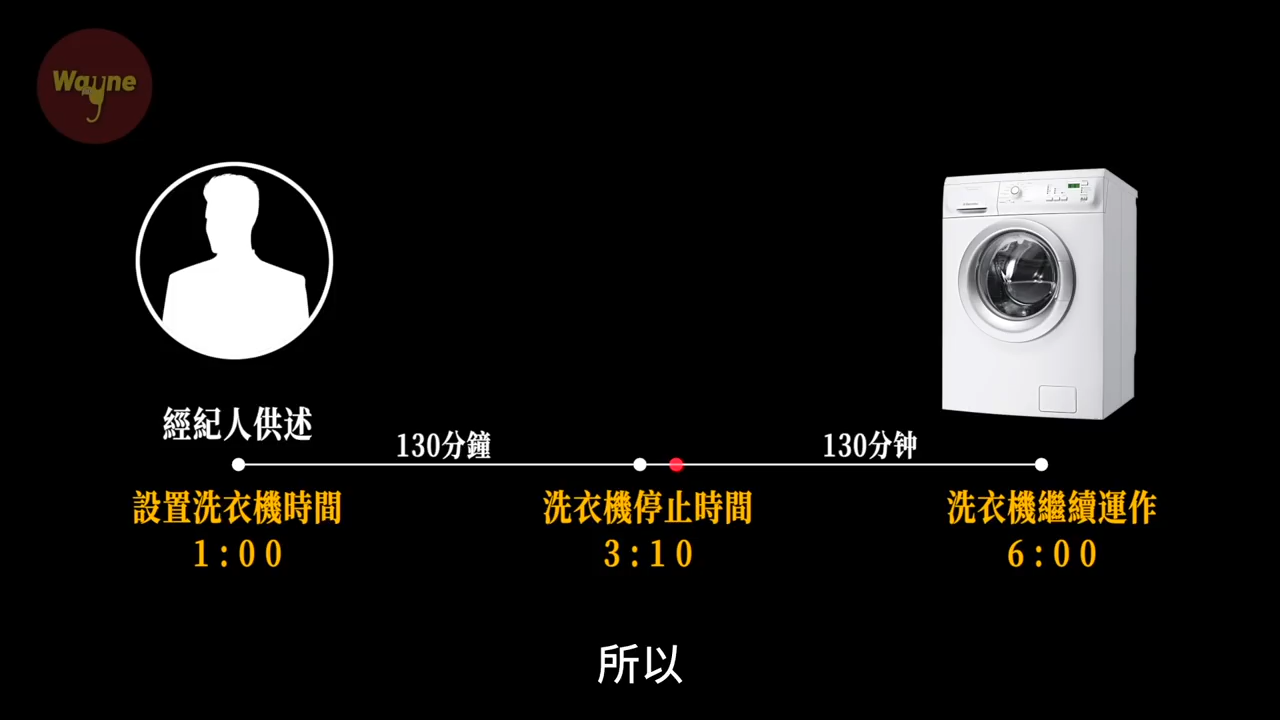 Wayne
經紀人供述
130分鐘
130分钟
設置洗衣機時間
洗衣機停止時間
洗衣機繼續運作
1:00
3:10
6:00
所以